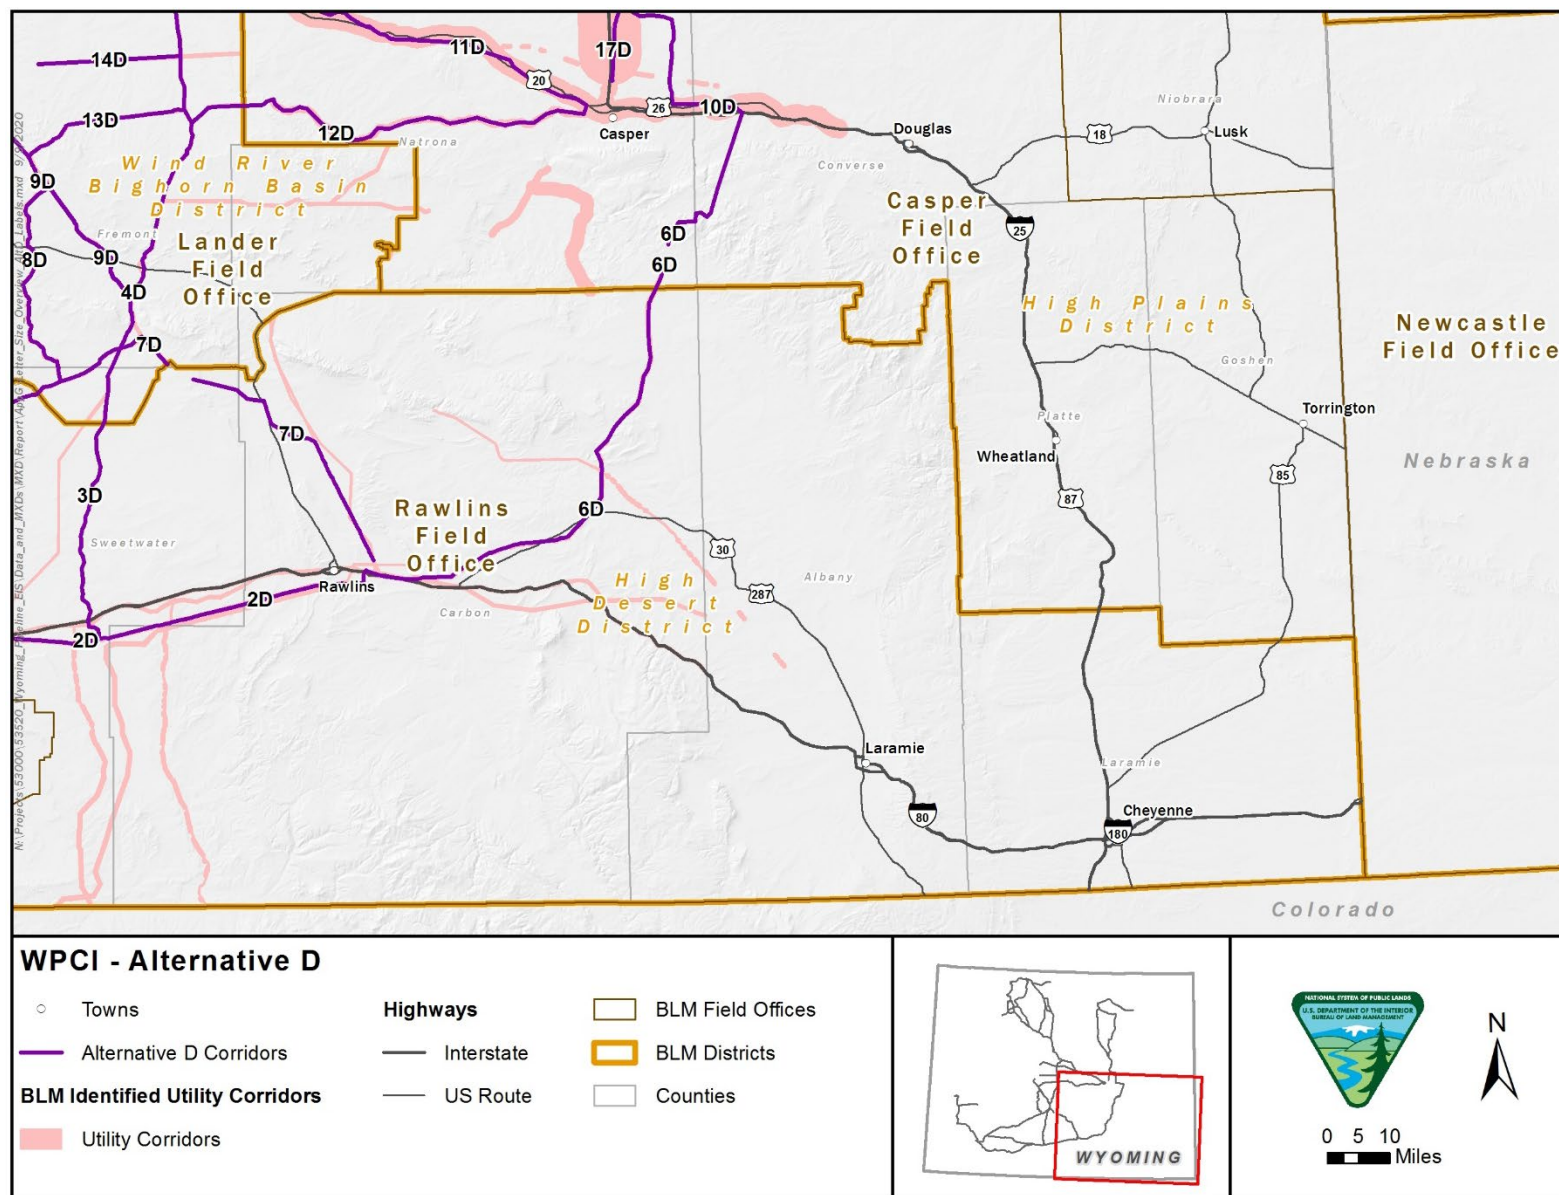 11D
17D
14D
20
26
10D
13D
12D
Casper
Natrona
Douglas
Converse
Niobrara
18
Lusk
Wind River
Bighorn Basin
District
9D
Fremont
Lander
Field
Office
8D
9D
4D
7D
6D
6D
Casper
Field
Office
25
High Plains
District
Newcastle
Field Office
Goshen
Torrington
Platte
Wheatland
Nebraska
85
87
7D
3D
Rawlins
Field
Office
6D
30
Sweetwater
Rawlins
2D
Carbon
High
Desert
District
287
Albany
2D
Laramie
Laramie
80
Cheyenne
180
Colorado
WPCI - Alternative D
Towns
Alternative D Corridors
BLM Identified Utility Corridors
Utility Corridors
Highways
Interstate
US Route
BLM Field Offices
BLM Districts
Counties
WYOMING
NATIONAL SYSTEM OF PUBLIC LANDS
U.S. DEPARTMENT OF THE INTERIOR
BUREAU OF LAND MANAGEMENT
N
0 5 10
Miles